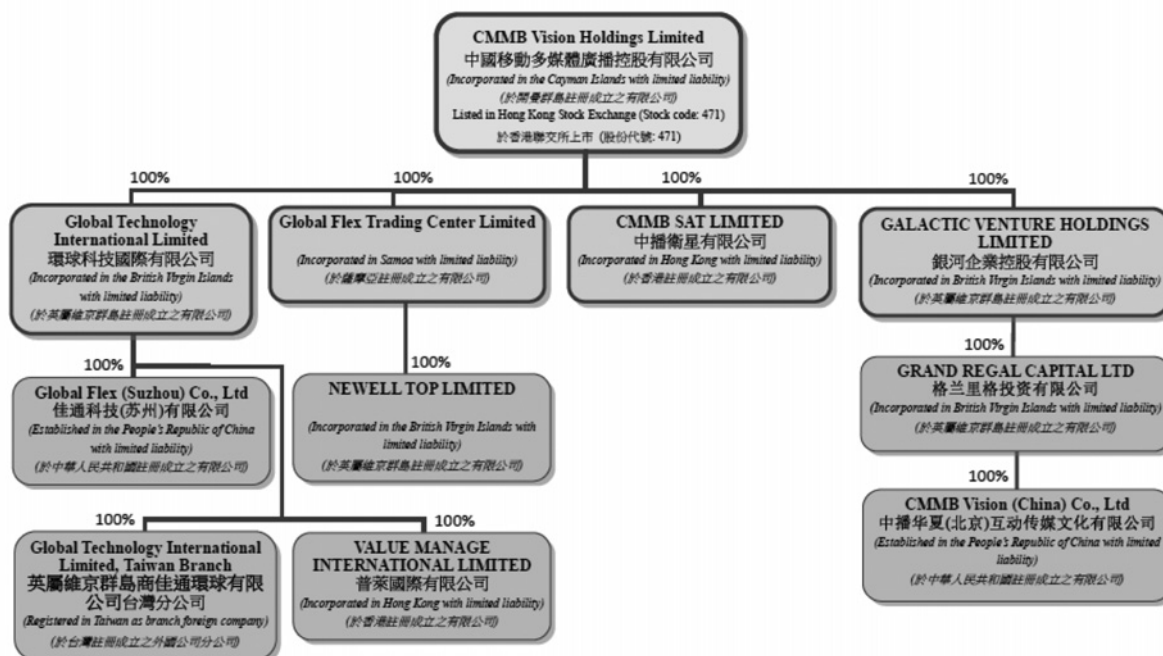 CMMB Vision Holdings Limited
中國移動多媒體廣播控股有限公司
(Incorporated in the Cayman Islands with limited liability)
(於開曼群島註冊成立之有限公司)
Listed in Hong Kong Stock Exchange (Stock code: 471)
於香港聯交所上市 (股份代號: 471)
100%
100%
100%
100%
Global Technology
International Limited
環球科技國際有限公司
(Incorporated in the British Virgin Islands
with limited liability)
(於英屬維京群島註冊成立之有限公司)
Global Flex Trading Center Limited
(Incorporated in Samoa with limited liability)
(於薩摩亞註冊成立之有限公司)
CMMB SAT LIMITED
中播衛星有限公司
(Incorporated in Hong Kong with limited liability)
(於香港註冊成立之有限公司)
GALACTIC VENTURE HOLDINGS
LIMITED
銀河企業控股有限公司
(Incorporated in British Virgin Islands with limited liability)
(於英屬維京群島註冊成立之有限公司)
100%
100%
100%
Global Flex (Suzhou) Co., Ltd
佳通科技(苏州)有限公司
(Established in the People's Republic of China
with limited liability)
(於中華人民共和國註冊成立之有限公司)
NEWELL TOP LIMITED
(Incorporated in the British Virgin Islands with
limited liability)
(於英屬維京群島註冊成立之有限公司)
GRAND REGAL CAPITAL LTD
格兰里格投资有限公司
(Incorporated in British Virgin Islands with limited liability)
(於英屬維京群島註冊成立之有限公司)
100%
100%
100%
Global Technology International
Limited, Taiwan Branch
英屬維京群島商佳通環球有限
公司台灣分公司
(Registered in Taiwan as branch foreign company)
(於台灣註冊成立之外國公司分公司)
VALUE MANAGE
INTERNATIONAL LIMITED
普萊國際有限公司
(Incorporated in Hong Kong with limited liability)
(於香港註冊成立之有限公司)
CMMB Vision (China) Co., Ltd
中播华夏(北京)互动传媒文化有限公司
(Established in the People's Republic of China with limited
liability)
(於中華人民共和國註冊成立之有限公司)